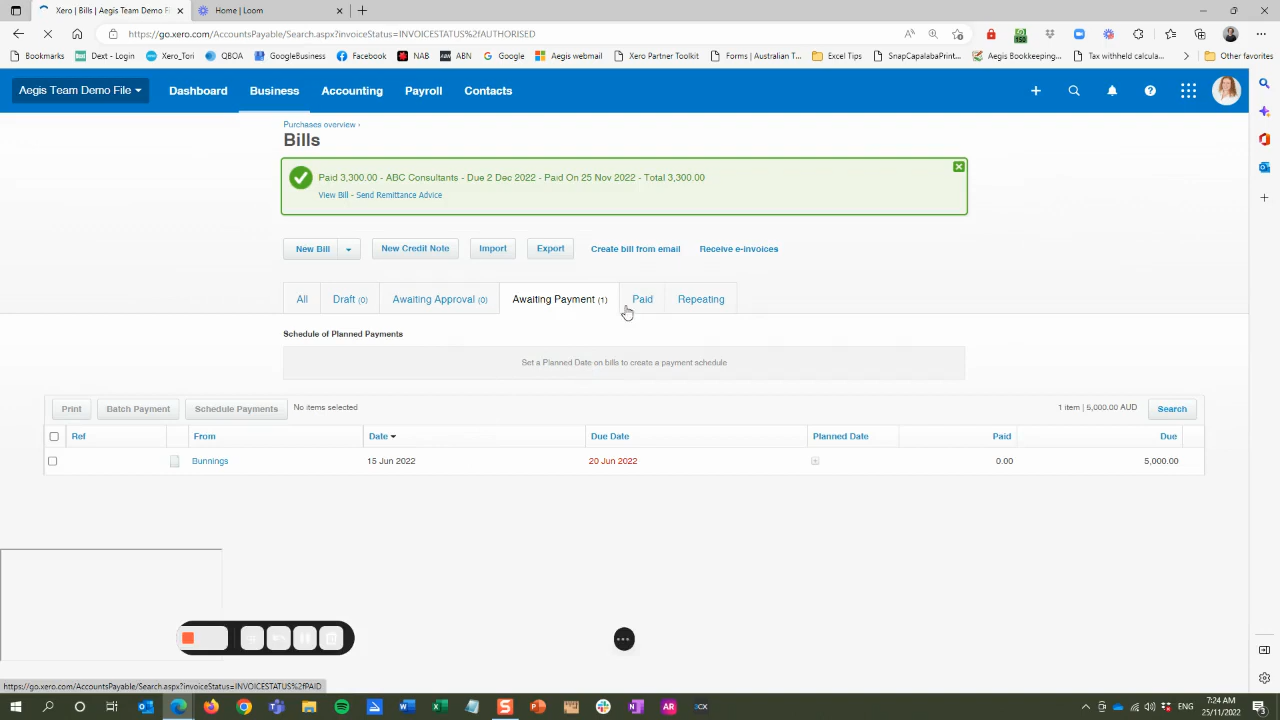 Xero | Bills |
Home | Loom
https://go.xero.com/AccountsPayable/Search.aspx?invoiceStatus=INVOICESTATUS%2fAUTHORISED
Bookmarks
Dext - Login
Xero_Tori
QBOA
GoogleBusiness
Facebook
NAB
ABN
Google
Aegis webmail
Xero Partner Toolkit
Forms | Australian T...
Excel Tips
SnapCapalabaPrint...
Aegis Bookkeeping...
Tax withheld calcul...
Other favorites
Aegis Team Demo File
Dashboard
Business
Accounting
Payroll
Contacts
Purchases overview ›
Bills
Paid 3,300.00 - ABC Consultants - Due 2 Dec 2022 - Paid On 25 Nov 2022 - Total 3,300.00
View Bill - Send Remittance Advice
New Bill
New Credit Note
Import
Export
Create bill from email
Receive e-invoices
All
Draft (0)
Awaiting Approval (0)
Awaiting Payment (1)
Paid
Repeating
Schedule of Planned Payments
Set a Planned Date on bills to create a payment schedule
Print
Batch Payment
Schedule Payments
No items selected
1 item | 5,000.00 AUD
Search
Ref
From
Date
Due Date
Planned Date
Paid
Due
Bunnings
15 Jun 2022
20 Jun 2022
0.00
5,000.00
https://go.xero.com/AccountsPayable/Search.aspx?invoiceStatus=INVOICESTATUS%2fPAID
7:24 AM
ENG
25/11/2022